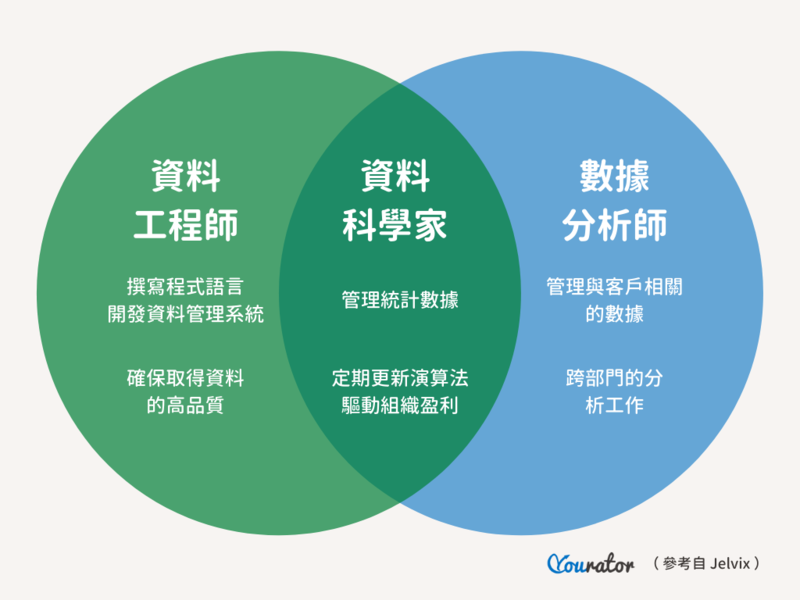 資料
工程師
撰寫程式語言
開發資料管理系統
確保取得資料
的高品質
資料
科學家
管理統計數據
定期更新演算法
驅動組織盈利
數據
分析師
管理與客戶相關
的數據
跨部門的分
析工作
Yourator （參考自 Jelvix）